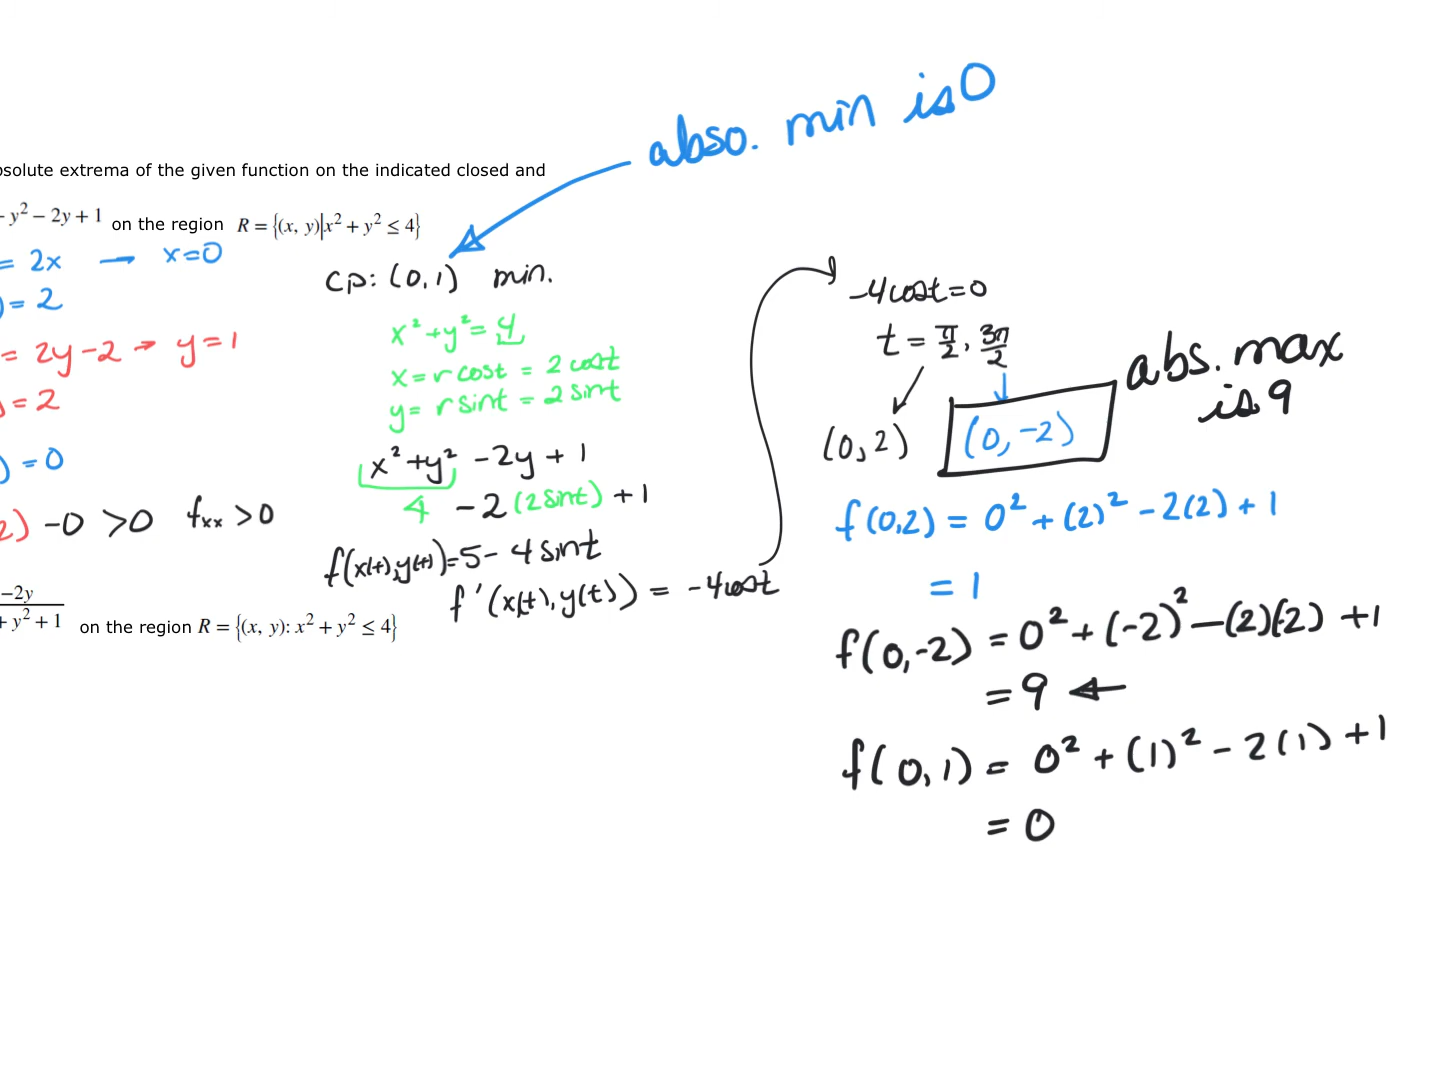 abso. min is 0
solute extrema of the given function on the indicated closed and
- y² − 2y + 1 on the region R = {(x, y)|x² + y² ≤ 4}
= 2x → x=0
= 2
= 2y-2 → y=1
= 2
= 0
2) -0 >0 fxx >0
cp: (0,1) min.
x²+y²=4
x= r cost = 2 cost
y= r sint = 2 sint
x²+y² -2y + 1
4 -2(2sint) +1
f(x(t),y(t))=5- 4 sint
f'(x(t),y(t)) = -4cost
−2y
+ y² + 1 on the region R = {(x, y): x² + y² ≤ 4}
-4cost=0
t = π/2, 3π/2
(0,2) (0,-2)
abs. max
is 9
f(0,2) = 0² + (2)² - 2(2) + 1
= 1
f(0,-2) = 0² + (-2)² -(2)(-2) +1
= 9 ←
f(0,1) = 0² + (1)² - 2(1) +1
= 0